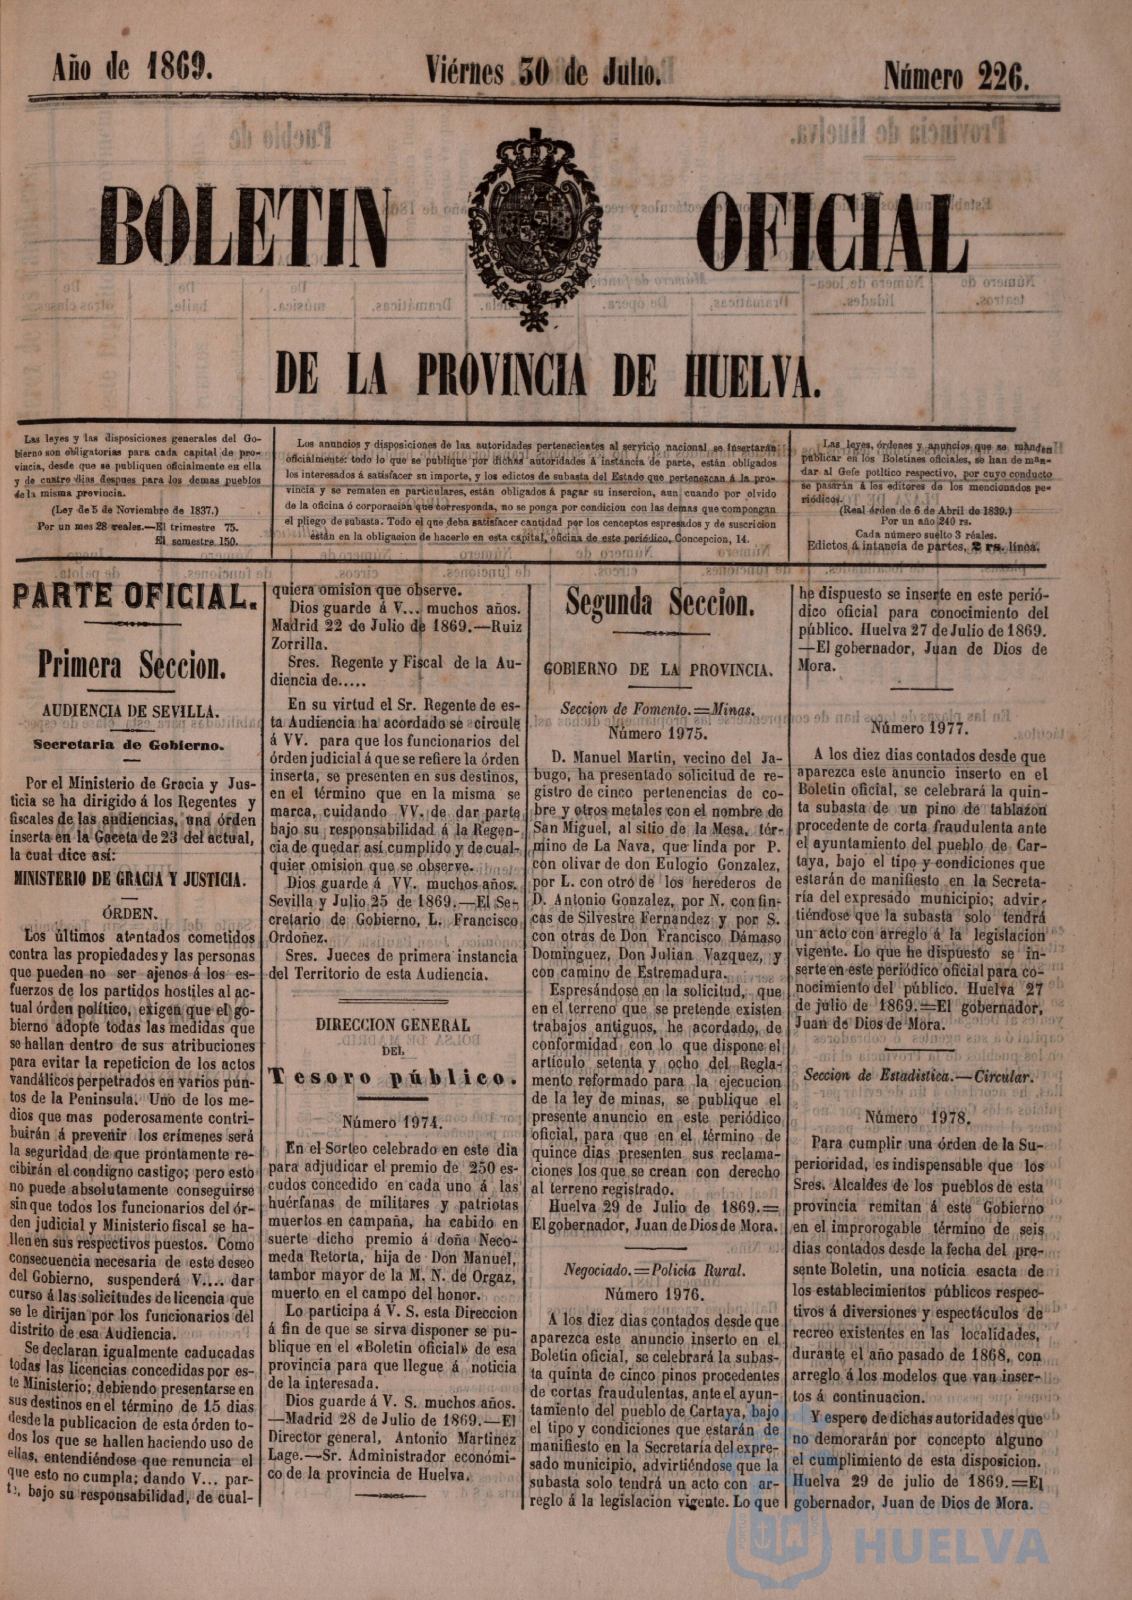 Año de 1869.
Viérnes 30 de Julio.
Número 226.
BOLETIN OFICIAL
DE LA PROVINCIA DE HUELVA.
Las leyes y las disposiciones generales del Go-
bierno son obligatorias para cada capital de pro-
vincia, desde que se publiquen oficialmente en ella
y de cuatro dias despues para los demas pueblos
de la misma provincia.
(Ley de 5 de Noviembre de 1837.)
Por un mes 28 reales.—El trimestre 75.
El semestre 150.
Los anuncios y disposiciones de las autoridades pertenecientes al servicio nacional, se insertarán
oficialmente: todo lo que se publique por dichas autoridades á instancia de parte, están obligados
los interesados á satisfacer su importe, y los edictos de subasta del Estado que pertenezcan á la pro-
vincia y se rematen en particulares, están obligados á pagar su insercion, aun cuando por olvido
de la oficina ó corporacion que corresponda, no se ponga por condicion con las demas que compongan
el pliego de subasta. Todo el que deba satisfacer cantidad por los conceptos espresados y de suscricion
están en la obligacion de hacerlo en esta capital, oficina de este periódico, Concepcion, 14.
Las leyes, órdenes y anuncios que se manden
publicar en los Boletines oficiales, se han de man-
dar al Gefe político respectivo, por cuyo conducto
se pasarán á los editores de los mencionados pe-
riódicos.
(Real órden de 6 de Abril de 1839.)
Por un año 240 rs.
Cada número suelto 3 reales.
Edictos á intancia de partes, 2 rs. línea.
PARTE OFICIAL.
Primera Seccion.
AUDIENCIA DE SEVILLA.
Secretaria de Gobierno.
Por el Ministerio de Gracia y Jus-
ticia se ha dirigido á los Regentes y
fiscales de las audiencias, una órden
inserta en la Gaceta de 23 del actual,
la cual dice así:
MINISTERIO DE GRACIA Y JUSTICIA.
ÓRDEN.
Los últimos atentados cometidos
contra las propiedades y las personas
que pueden no ser ajenos á los es-
fuerzos de los partidos hostiles al ac-
tual órden político, exigen que el go-
bierno adopte todas las medidas que
se hallan dentro de sus atribuciones
para evitar la repeticion de los actos
vandálicos perpetrados en varios pun-
tos de la Peninsula. Uno de los me-
dios que mas poderosamente contri-
buirán á prevenir los crímenes será
la seguridad de que prontamente re-
cibirán el condigno castigo; pero esto
no puede absolutamente conseguirse
sin que todos los funcionarios del ór-
den judicial y Ministerio fiscal se ha-
llen en sus respectivos puestos. Como
consecuencia necesaria de este deseo
del Gobierno, suspenderá V.... dar
curso á las solicitudes de licencia que
se le dirijan por los funcionarios del
distrito de esa Audiencia.
Se declaran igualmente caducadas
todas las licencias concedidas por es-
te Ministerio; debiendo presentarse en
sus destinos en el término de 15 dias
desde la publicacion de esta órden to-
dos los que se hallen haciendo uso de
ellas, entendiéndose que renuncia el
que esto no cumpla; dando V... par-
te, bajo su responsabilidad, de cual-
quiera omision que observe.
Dios guarde á V... muchos años.
Madrid 22 de Julio de 1869.—Ruiz
Zorrilla.
Sres. Regente y Fiscal de la Au-
diencia de.....
En su virtud el Sr. Regente de es-
ta Audiencia ha acordado se circule
á VV. para que los funcionarios del
órden judicial á que se refiere la órden
inserta, se presenten en sus destinos,
en el término que en la misma se
marca, cuidando VV. de dar parte
bajo su responsabilidad á la Regen-
cia de quedar así cumplido y de cual-
quier omision que se observe.
Dios guarde á VV. muchos años.
Sevilla y Julio 25 de 1869.—El Se-
cretario de Gobierno, L. Francisco
Ordoñez.
Sres. Jueces de primera instancia
del Territorio de esta Audiencia.
DIRECCION GENERAL
DEL
Tesoro público.
Número 1974.
En el Sorteo celebrado en este dia
para adjudicar el premio de 250 es-
cudos concedido en cada uno á las
huérfanas de militares y patriotas
muertos en campaña, ha cabido en
suerte dicho premio á doña Neco-
meda Retorta, hija de Don Manuel,
tambor mayor de la M. N. de Orgaz,
muerto en el campo del honor.
Lo participa á V. S. esta Direccion
á fin de que se sirva disponer se pu-
blique en el «Boletin oficial» de esa
provincia para que llegue á noticia
de la interesada.
Dios guarde á V. S. muchos años.
—Madrid 28 de Julio de 1869.—El
Director general, Antonio Martinez
Lage.—Sr. Administrador económi-
co de la provincia de Huelva.
Segunda Seccion.
GOBIERNO DE LA PROVINCIA.
Seccion de Fomento.=Minas.
Número 1975.
D. Manuel Martin, vecino del Ja-
bugo, ha presentado solicitud de re-
gistro de cinco pertenencias de co-
bre y otros metales con el nombre de
San Miguel, al sitio de la Mesa, tér-
mino de La Nava, que linda por P.
con olivar de don Eulogio Gonzalez,
por L. con otro de los herederos de
D. Antonio Gonzalez, por N. con fin-
cas de Silvestre Fernandez y por S.
con otras de Don Francisco Dámaso
Dominguez, Don Julian Vazquez, y
con camino de Estremadura.
Espresándose en la solicitud, que
en el terreno que se pretende existen
trabajos antiguos, he acordado, de
conformidad con lo que dispone el
artículo setenta y ocho del Regla-
mento reformado para la ejecucion
de la ley de minas, se publique el
presente anuncio en este periódico
oficial, para que en el término de
quince dias presenten sus reclama-
ciones los que se crean con derecho
al terreno registrado.
Huelva 29 de Julio de 1869.=
El gobernador, Juan de Dios de Mora.
Negociado.=Policía Rural.
Número 1976.
A los diez dias contados desde que
aparezca este anuncio inserto en el
Boletin oficial, se celebrará la subas-
ta quinta de cinco pinos procedentes
de cortas fraudulentas, ante el ayun-
tamiento del pueblo de Cartaya, bajo
el tipo y condiciones que estarán de
manifiesto en la Secretaría del expre-
sado municipio, advirtiéndose que la
subasta solo tendrá un acto con ar-
reglo á la legislacion vigente. Lo que
he dispuesto se inserte en este perió-
dico oficial para conocimiento del
público. Huelva 27 de Julio de 1869.
—El gobernador, Juan de Dios de
Mora.
Número 1977.
A los diez dias contados desde que
aparezca este anuncio inserto en el
Boletin oficial, se celebrará la quin-
ta subasta de un pino de tablazon
procedente de corta fraudulenta ante
el ayuntamiento del pueblo de Car-
taya, bajo el tipo y condiciones que
estarán de manifiesto en la Secreta-
ría del expresado municipio; advir-
tiéndose que la subasta solo tendrá
un acto con arreglo á la legislacion
vigente. Lo que he dispuesto se in-
serte en este periódico oficial para co-
nocimiento del público. Huelva 27
de julio de 1869.=El gobernador,
Juan de Dios de Mora.
Seccion de Estadistica.—Circular.
Número 1978.
Para cumplir una órden de la Su-
perioridad, es indispensable que los
Sres. Alcaldes de los pueblos de esta
provincia remitan á este Gobierno
en el improrogable término de seis
dias contados desde la fecha del pre-
sente Boletin, una noticia exacta de
los establecimientos públicos respec-
tivos á diversiones y espectáculos de
recreo existentes en las localidades,
durante el año pasado de 1868, con
arreglo á los modelos que van inser-
tos á continuacion.
Y espero de dichas autoridades que
no demorarán por concepto alguno
el cumplimiento de esta disposicion.
Huelva 29 de julio de 1869.=El
gobernador, Juan de Dios de Mora.
Ayuntamiento de
HUELVA